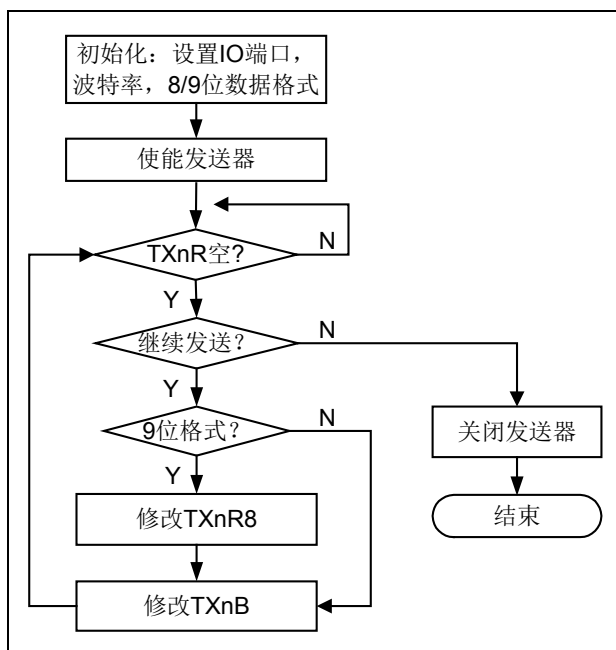 初始化：设置IO端口，
波特率，8/9位数据格式
使能发送器
TXnR空?
N
Y
继续发送？
N
Y
9位格式？
N
Y
关闭发送器
修改TXnR8
结束
修改TXnB